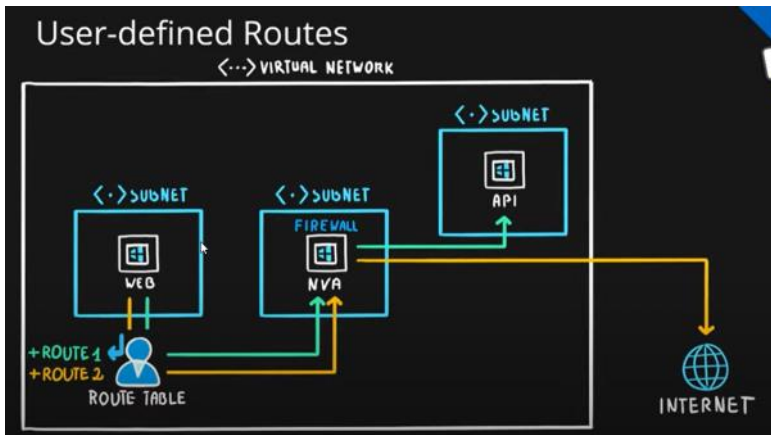 User-defined Routes
<···> VIRTUAL NETWORK
<·> SUBNET
API
<·> SUBNET
WEB
<·> SUBNET
FIREWALL
NVA
+ROUTE 1
+ROUTE 2
ROUTE TABLE
INTERNET